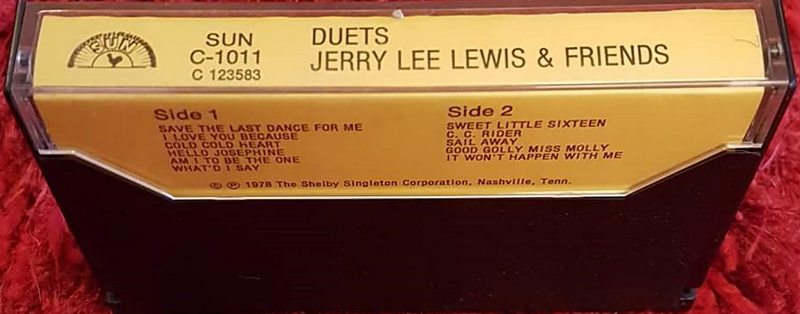 SUN
SUN
C-1011
C 123583
DUETS
JERRY LEE LEWIS & FRIENDS
Side 1
SAVE THE LAST DANCE FOR ME
I LOVE YOU BECAUSE
COLD COLD HEART
HELLO JOSEPHINE
AM I TO BE THE ONE
WHAT'D I SAY
Side 2
SWEET LITTLE SIXTEEN
C. C. RIDER
SAIL AWAY
GOOD GOLLY MISS MOLLY
IT WON'T HAPPEN WITH ME
© ℗ 1978 The Shelby Singleton Corporation, Nashville, Tenn.